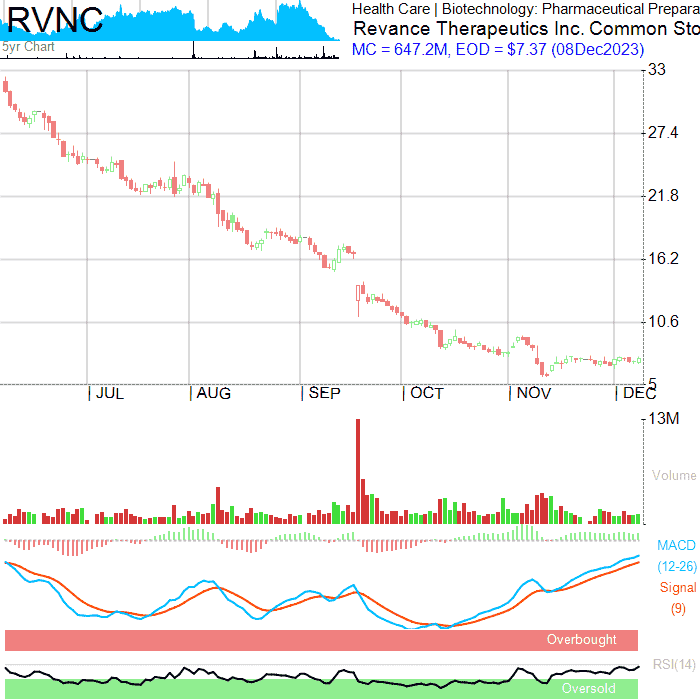 RVNC
5yr Chart
Health Care | Biotechnology: Pharmaceutical Prepara
Revance Therapeutics Inc. Common Sto
MC = 647.2M, EOD = $7.37 (08Dec2023)
33
27.4
21.8
16.2
10.6
5
JUL AUG SEP OCT NOV DEC
13M
Volume
MACD
(12-26)
Signal
(9)
Overbought
RSI(14)
Oversold